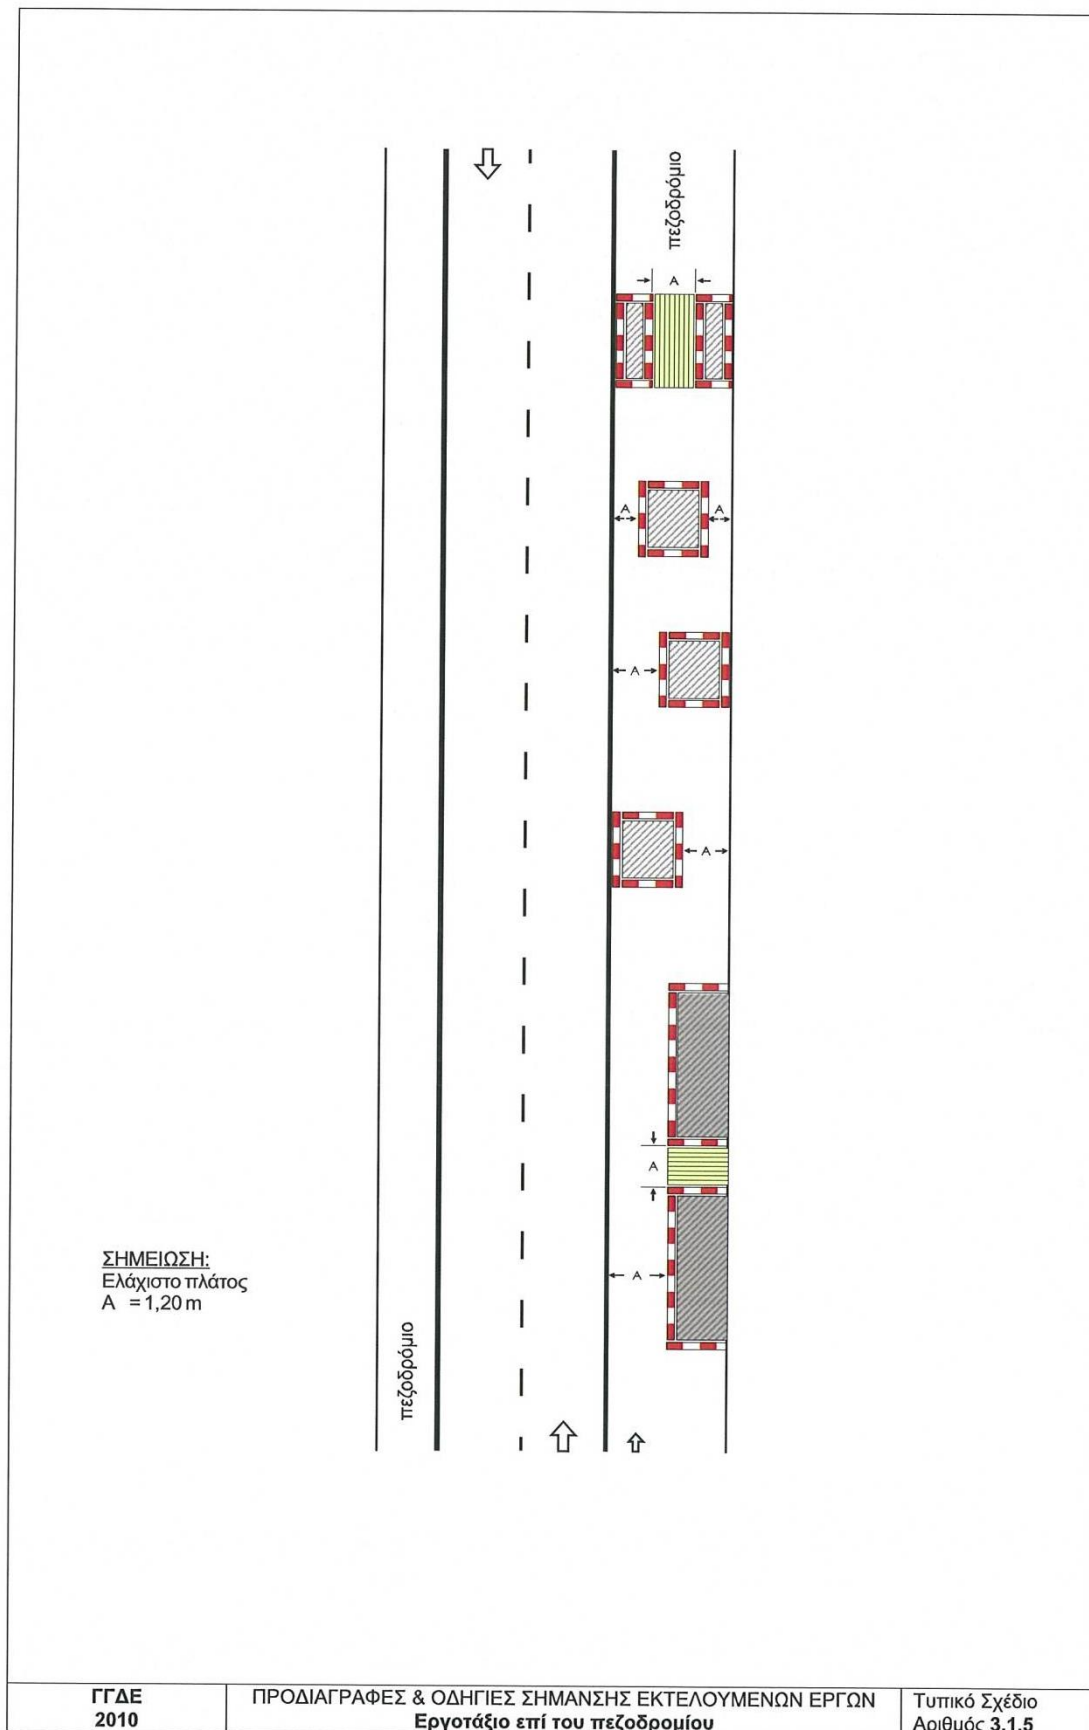 πεζοδρόμιο
A
A
A
A
A
A
A
ΣΗΜΕΙΩΣΗ:
Ελάχιστο πλάτος
A = 1,20 m
πεζοδρόμιο
ΓΓΔΕ
2010
ΠΡΟΔΙΑΓΡΑΦΕΣ & ΟΔΗΓΙΕΣ ΣΗΜΑΝΣΗΣ ΕΚΤΕΛΟΥΜΕΝΩΝ ΕΡΓΩΝ
Εργοτάξιο επί του πεζοδρομίου
Τυπικό Σχέδιο
Αριθμός 3.1.5